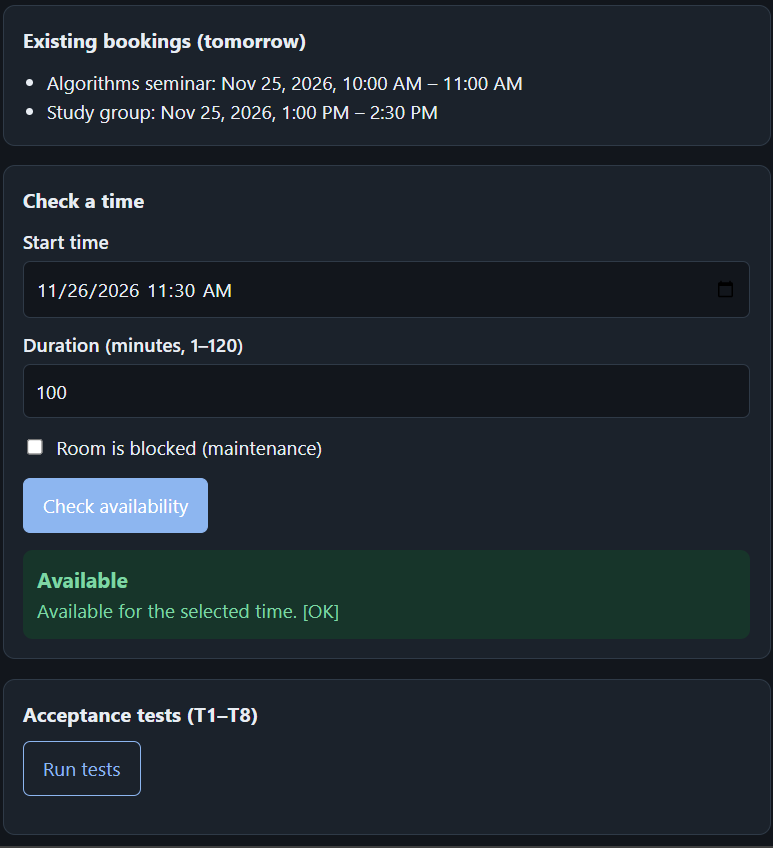 Existing bookings (tomorrow)
• Algorithms seminar: Nov 25, 2026, 10:00 AM – 11:00 AM
• Study group: Nov 25, 2026, 1:00 PM – 2:30 PM
Check a time
Start time
11/26/2026 11:30 AM
Duration (minutes, 1–120)
100
Room is blocked (maintenance)
Check availability
Available
Available for the selected time. [OK]
Acceptance tests (T1–T8)
Run tests